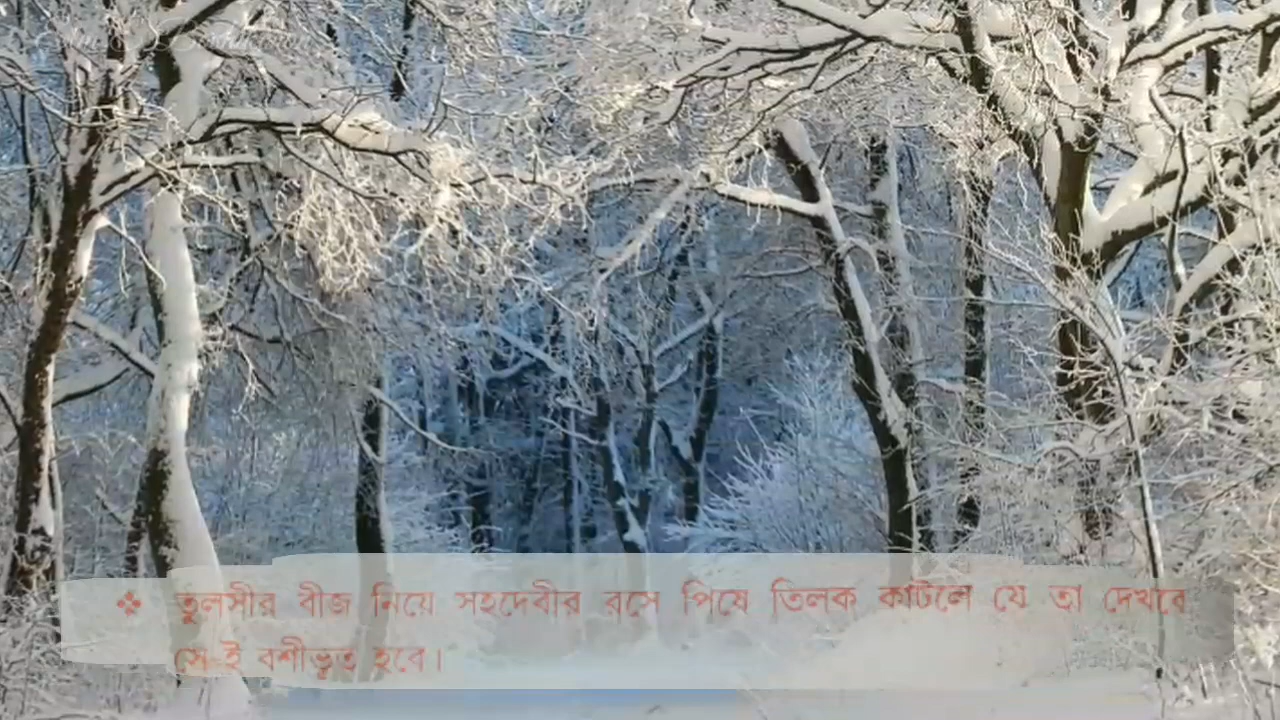 ❖ তুলসীর বীজ নিয়ে সহদেবীর রসে পিষে তিলক কাটলে যে তা দেখবে
সে-ই বশীভূত হবে।